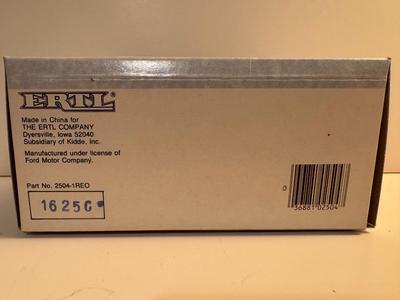 ERTL®
Made in China for
THE ERTL COMPANY
Dyersville, Iowa 52040
Subsidiary of Kidde, Inc.
Manufactured under license of
Ford Motor Company.
Part No. 2504-1REO
1625C
0
36881 02504